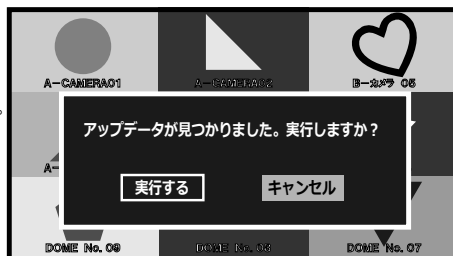 A-CAMERA01
A-CAMERA02
B-カメラ 05
アップデータが見つかりました。実行しますか？
実行する
キャンセル
A-
DOME No. 09
DOME No. 08
DOME No. 07